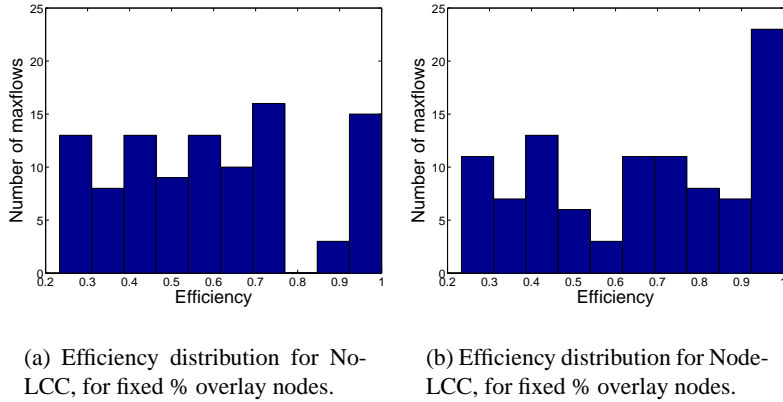 25
20
15
10
5
0
Number of maxflows
0.2 0.3 0.4 0.5 0.6 0.7 0.8 0.9 1
Efficiency
(a) Efficiency distribution for No-
LCC, for fixed % overlay nodes.
25
20
15
10
5
0
Number of maxflows
0.2 0.3 0.4 0.5 0.6 0.7 0.8 0.9 1
Efficiency
(b) Efficiency distribution for Node-
LCC, for fixed % overlay nodes.